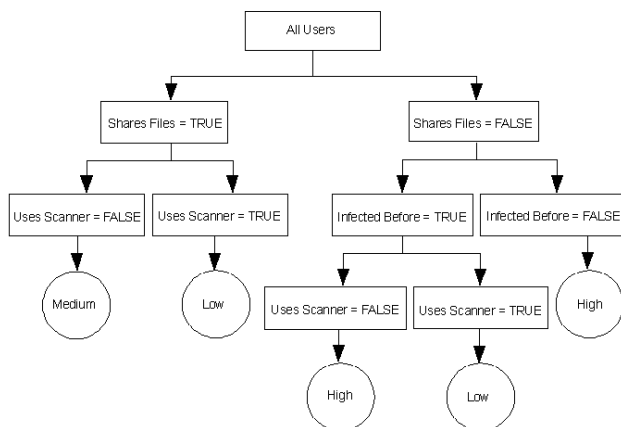 All Users
Shares Files = TRUE
Shares Files = FALSE
Uses Scanner = FALSE
Uses Scanner = TRUE
Infected Before = TRUE
Infected Before = FALSE
Medium
Low
Uses Scanner = FALSE
Uses Scanner = TRUE
High
High
Low